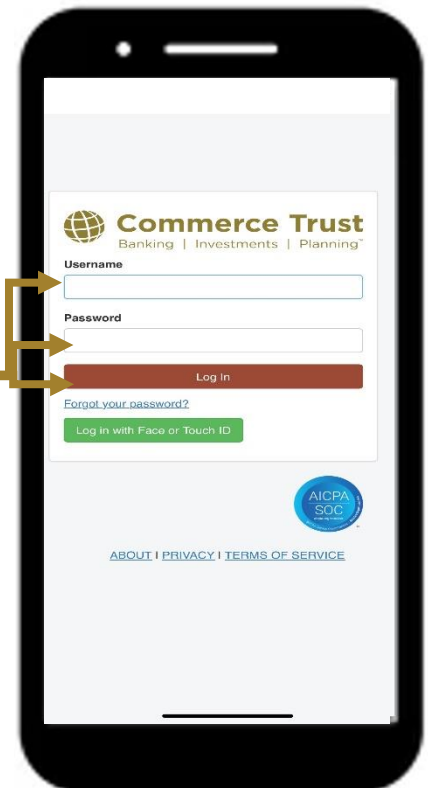 Commerce Trust
Banking | Investments | Planning℠
Username
Password
Log In
Forgot your password?
Log in with Face or Touch ID
AICPA
SOC
ABOUT I PRIVACY I TERMS OF SERVICE